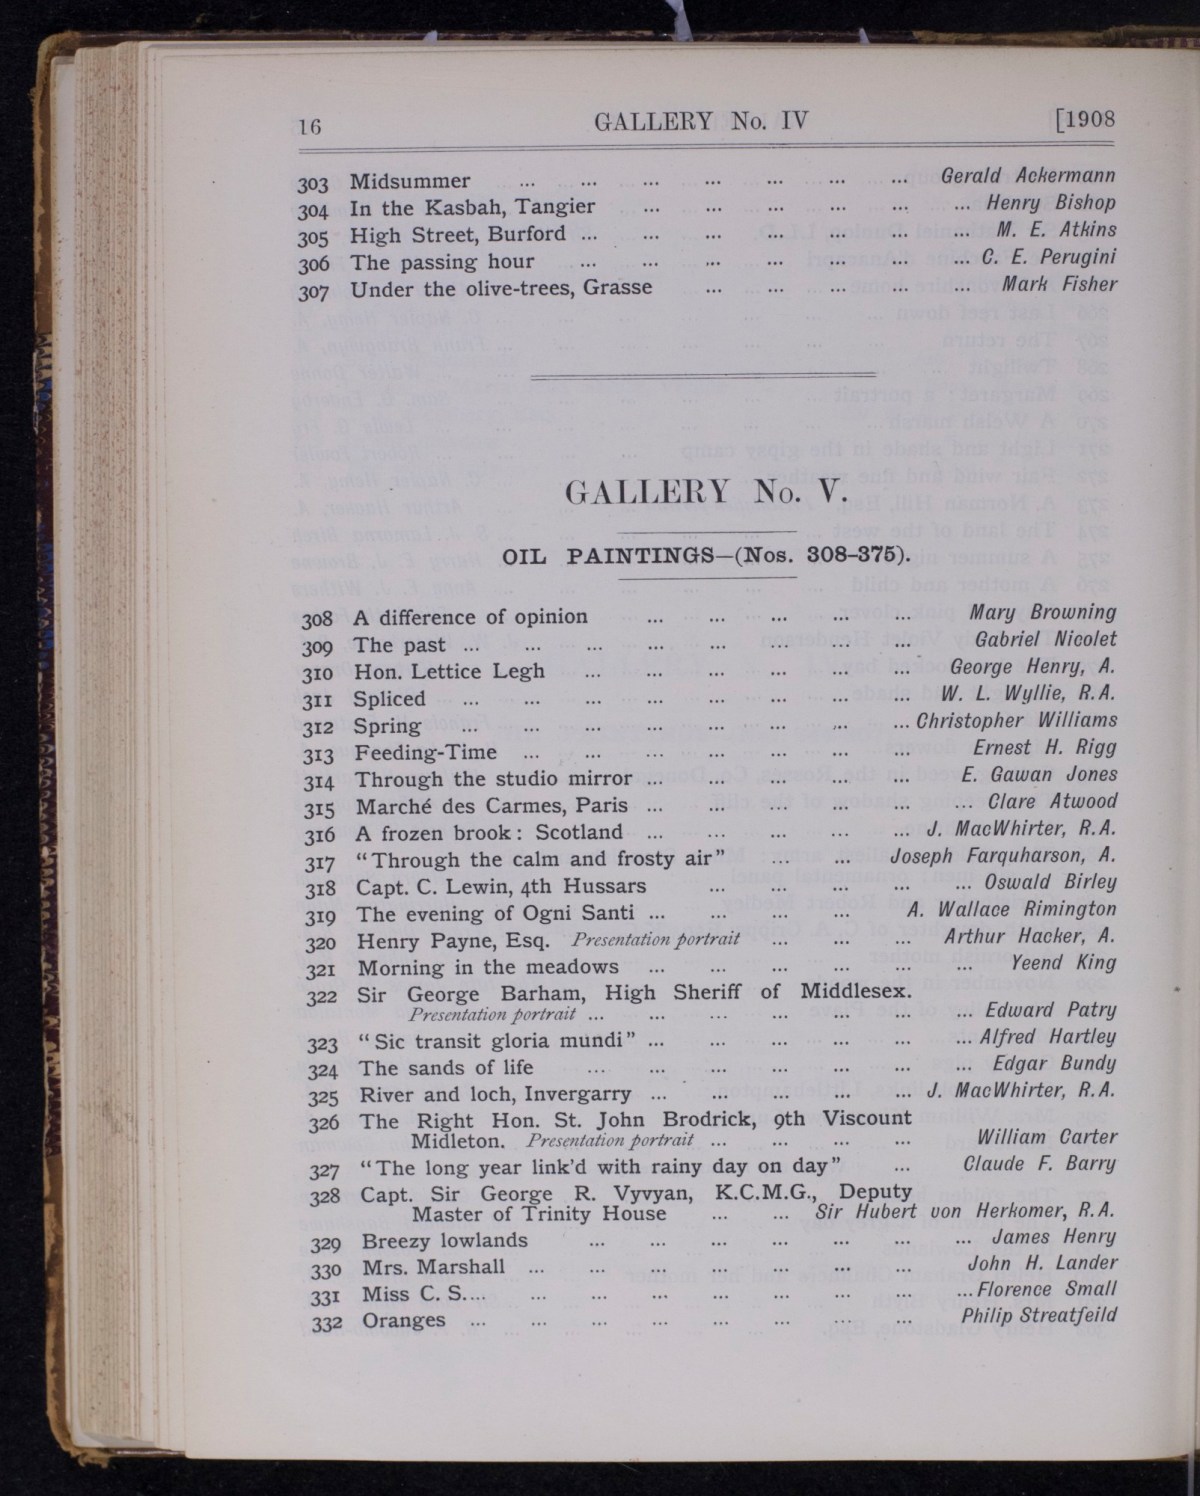 16 GALLERY No. IV [1908
303 Midsummer ... ... ... ... ... ... ... Gerald Ackermann
304 In the Kasbah, Tangier ... ... ... ... ... ... Henry Bishop
305 High Street, Burford ... ... ... ... ... ... ... M. E. Atkins
306 The passing hour ... ... ... ... ... ... ... C. E. Perugini
307 Under the olive-trees, Grasse ... ... ... ... ... Mark Fisher
GALLERY No. V.
OIL PAINTINGS—(Nos. 308–375).
308 A difference of opinion ... ... ... ... ... Mary Browning
309 The past ... ... ... ... ... ... ... ... Gabriel Nicolet
310 Hon. Lettice Legh ... ... ... ... ... ... George Henry, A.
311 Spliced ... ... ... ... ... ... ... ... W. L. Wyllie, R.A.
312 Spring ... ... ... ... ... ... ... ... Christopher Williams
313 Feeding-Time ... ... ... ... ... ... ... Ernest H. Rigg
314 Through the studio mirror ... ... ... ... ... E. Gawan Jones
315 Marché des Carmes, Paris ... ... ... ... ... ... Clare Atwood
316 A frozen brook: Scotland ... ... ... ... ... J. MacWhirter, R.A.
317 “Through the calm and frosty air” ... ... Joseph Farquharson, A.
318 Capt. C. Lewin, 4th Hussars ... ... ... ... ... Oswald Birley
319 The evening of Ogni Santi ... ... ... ... A. Wallace Rimington
320 Henry Payne, Esq. Presentation portrait ... ... ... Arthur Hacker, A.
321 Morning in the meadows ... ... ... ... ... ... Yeend King
322 Sir George Barham, High Sheriff of Middlesex.
Presentation portrait ... ... ... ... ... ... ... Edward Patry
323 “Sic transit gloria mundi” ... ... ... ... ... ... Alfred Hartley
324 The sands of life ... ... ... ... ... ... ... Edgar Bundy
325 River and loch, Invergarry ... ... ... ... ... J. MacWhirter, R.A.
326 The Right Hon. St. John Brodrick, 9th Viscount
Midleton. Presentation portrait ... ... ... ... William Carter
327 “The long year link’d with rainy day on day” ... Claude F. Barry
328 Capt. Sir George R. Vyvyan, K.C.M.G., Deputy
Master of Trinity House ... ... Sir Hubert von Herkomer, R.A.
329 Breezy lowlands ... ... ... ... ... ... ... James Henry
330 Mrs. Marshall ... ... ... ... ... ... ... John H. Lander
331 Miss C. S.... ... ... ... ... ... ... ... ... Florence Small
332 Oranges ... ... ... ... ... ... ... ... Philip Streatfeild